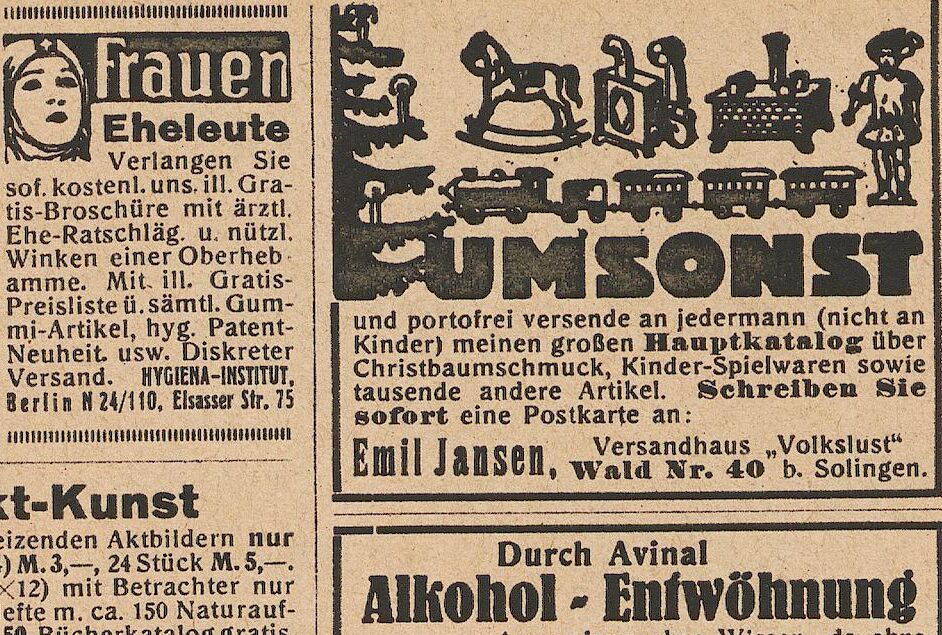 Frauen
Eheleute
Verlangen Sie
sof. kostenl. uns. ill. Gra-
tis-Broschüre mit ärztl.
Ehe-Ratschläg. u. nützl.
Winken einer Oberheb-
amme. Mit ill. Gratis-
Preisliste ü. sämtl. Gum-
mi-Artikel, hyg. Patent-
Neuheit. usw. Diskreter
Versand. HYGIENA-INSTITUT,
Berlin N 24/110, Elsasser Str. 75
kt-Kunst
eizenden Aktbildern nur
) M. 3,—, 24 Stück M. 5,—.
×12) mit Betrachter nur
efte m. ca. 150 Naturauf-
50 Bücherkatalog gratis
UMSONST
und portofrei versende an jedermann (nicht an
Kinder) meinen großen Hauptkatalog über
Christbaumschmuck, Kinder-Spielwaren sowie
tausende andere Artikel. Schreiben Sie
sofort eine Postkarte an:
Emil Jansen, Versandhaus „Volkslust“
Wald Nr. 40 b. Solingen.
Durch Avinal
Alkohol - Entwöhnung